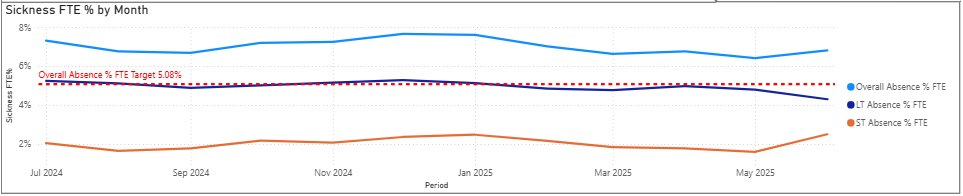 Sickness FTE % by Month
8%
6%
4%
2%
Sickness FTE%
Overall Absence % FTE Target 5.08%
Jul 2024 Sep 2024 Nov 2024 Jan 2025 Mar 2025 May 2025
Period
Overall Absence % FTE
LT Absence % FTE
ST Absence % FTE